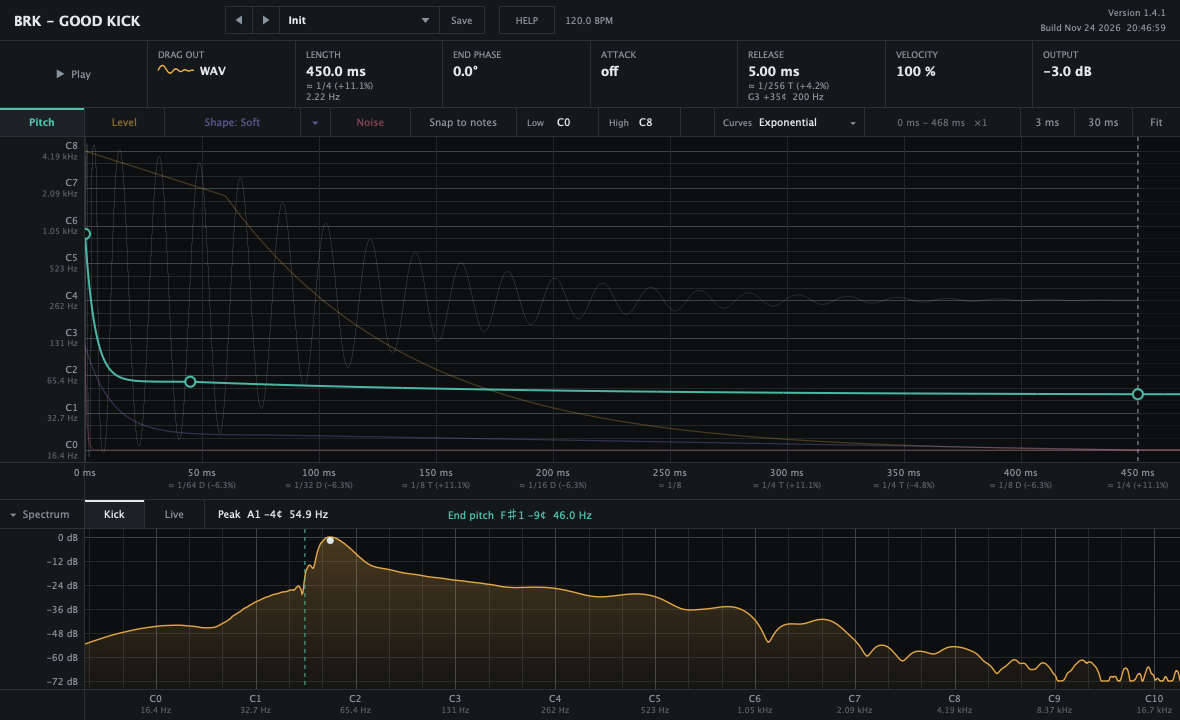 BRK – GOOD KICK
Init
Save
HELP
120.0 BPM
Version 1.4.1
Build Nov 24 2026 20:46:59
Play
DRAG OUT
WAV
LENGTH
450.0 ms
≈ 1/4 (+11.1%)
2.22 Hz
END PHASE
0.0°
ATTACK
off
RELEASE
5.00 ms
≈ 1/256 T (+4.2%)
G3 +35¢ 200 Hz
VELOCITY
100 %
OUTPUT
−3.0 dB
Pitch
Level
Shape: Soft
Noise
Snap to notes
Low C0
High C8
Curves Exponential
0 ms – 468 ms ×1
3 ms
30 ms
Fit
C8
4.19 kHz
C7
2.09 kHz
C6
1.05 kHz
C5
523 Hz
C4
262 Hz
C3
131 Hz
C2
65.4 Hz
C1
32.7 Hz
C0
16.4 Hz
0 ms
50 ms
100 ms
150 ms
200 ms
250 ms
300 ms
350 ms
400 ms
450 ms
≈ 1/64 D (−6.3%)
≈ 1/32 D (−6.3%)
≈ 1/8 T (+11.1%)
≈ 1/16 D (−6.3%)
≈ 1/8
≈ 1/4 T (+11.1%)
≈ 1/4 T (−4.8%)
≈ 1/8 D (−6.3%)
≈ 1/4 (+11.1%)
Spectrum
Kick
Live
Peak A1 −4¢ 54.9 Hz
End pitch F♯1 −9¢ 46.0 Hz
0 dB
−12 dB
−24 dB
−36 dB
−48 dB
−60 dB
−72 dB
C0
C1
C2
C3
C4
C5
C6
C7
C8
C9
C10
16.4 Hz
32.7 Hz
65.4 Hz
131 Hz
262 Hz
523 Hz
1.05 kHz
2.09 kHz
4.19 kHz
8.37 kHz
16.7 kHz